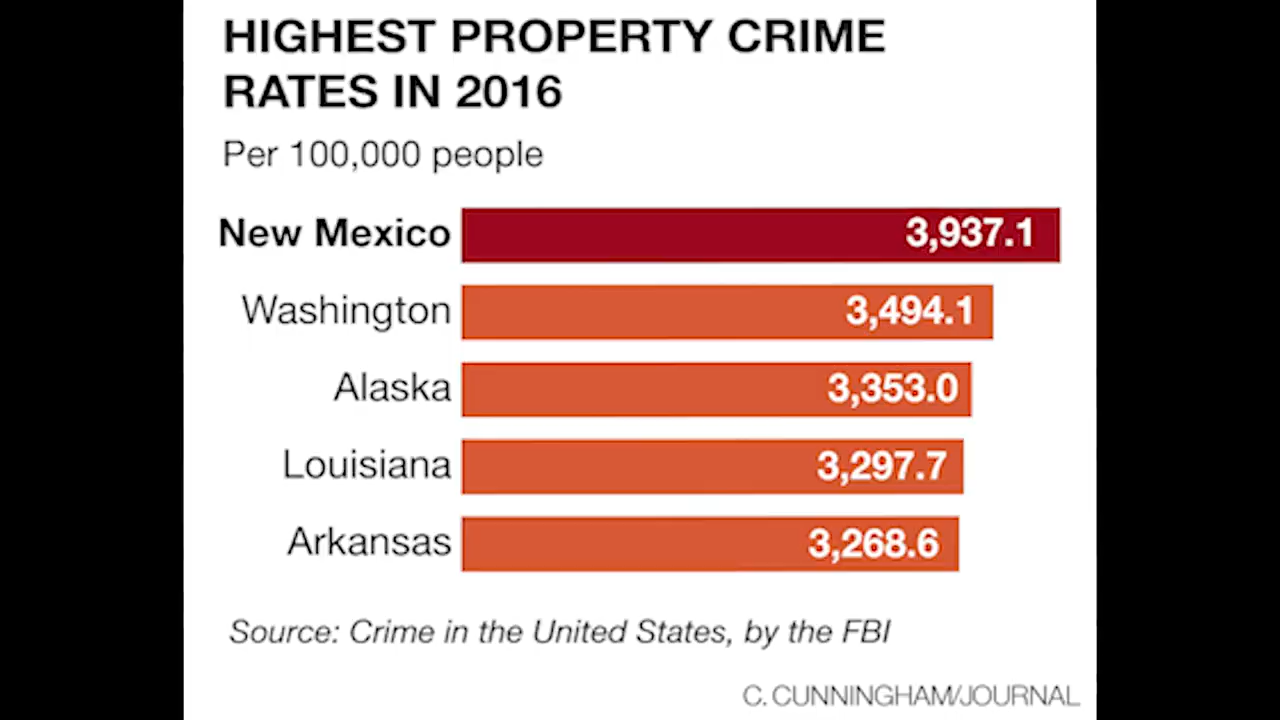 HIGHEST PROPERTY CRIME
RATES IN 2016
Per 100,000 people
New Mexico 3,937.1
Washington 3,494.1
Alaska 3,353.0
Louisiana 3,297.7
Arkansas 3,268.6
Source: Crime in the United States, by the FBI
C. CUNNINGHAM/JOURNAL